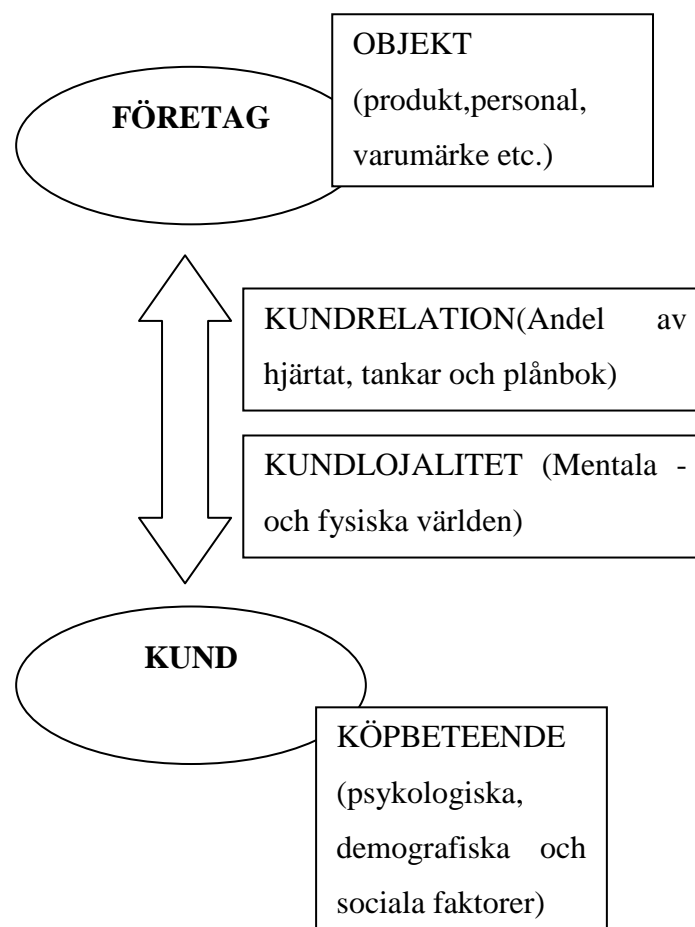 OBJEKT
(produkt,personal,
varumärke etc.)
FÖRETAG
KUNDRELATION(Andel av
hjärtat, tankar och plånbok)
KUNDLOJALITET (Mentala -
och fysiska världen)
KUND
KÖPBETEENDE
(psykologiska,
demografiska och
sociala faktorer)